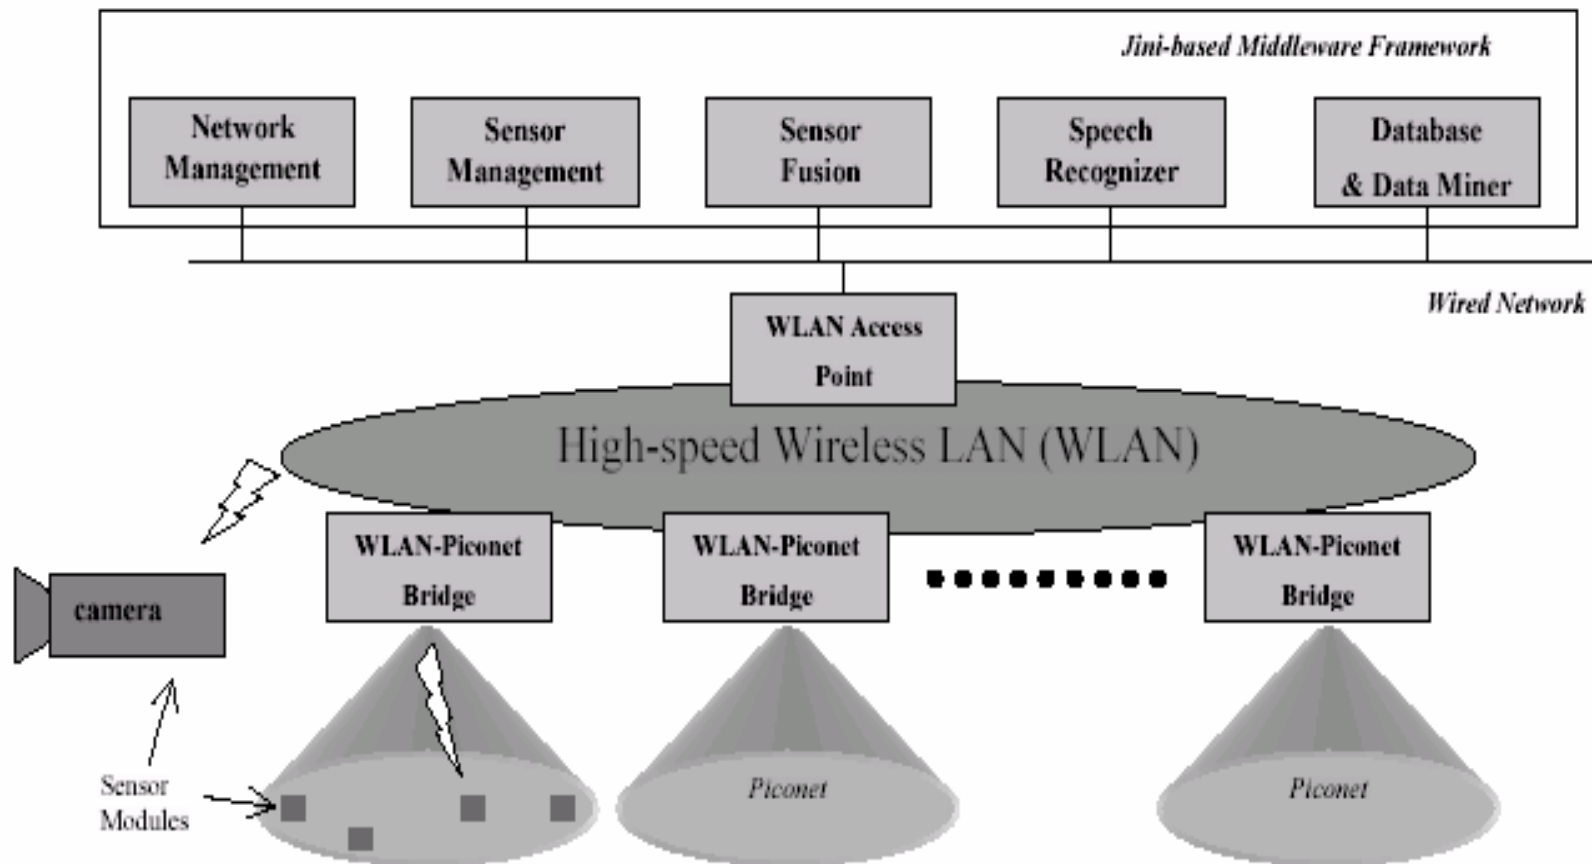 Jini-based Middleware Framework
Network
Management
Sensor
Management
Sensor
Fusion
Speech
Recognizer
Database
& Data Miner
Wired Network
WLAN Access
Point
High-speed Wireless LAN (WLAN)
WLAN-Piconet
Bridge
WLAN-Piconet
Bridge
WLAN-Piconet
Bridge
camera
Sensor
Modules
Piconet
Piconet